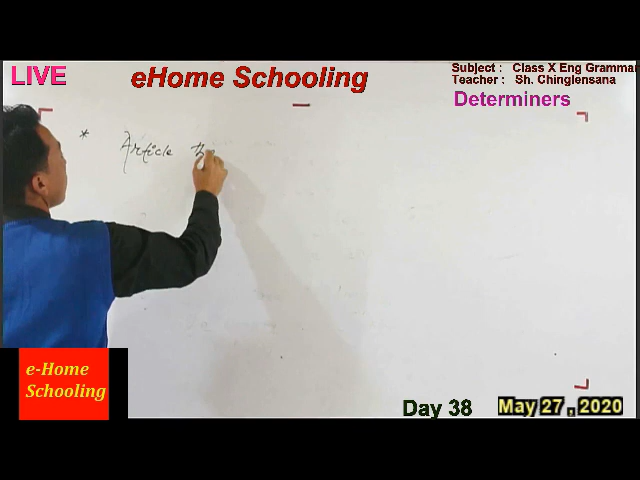 LIVE
eHome Schooling
Subject : Class X Eng Grammar
Teacher : Sh. Chinglensana
Determiners
* Article
e-Home
Schooling
Day 38
May 27 , 2020